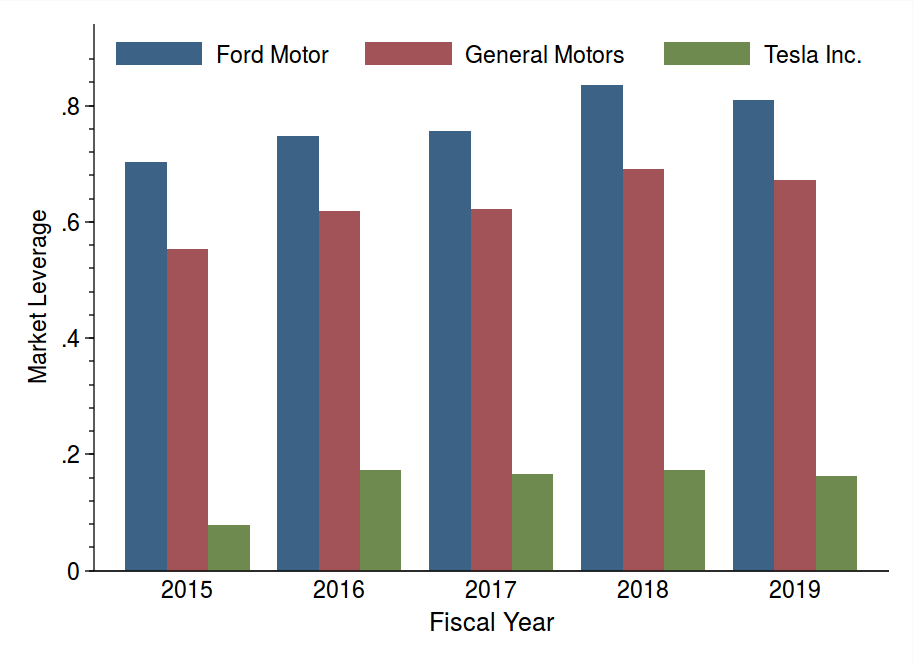 Ford Motor General Motors Tesla Inc.
Market Leverage
.8
.6
.4
.2
0
2015 2016 2017 2018 2019
Fiscal Year